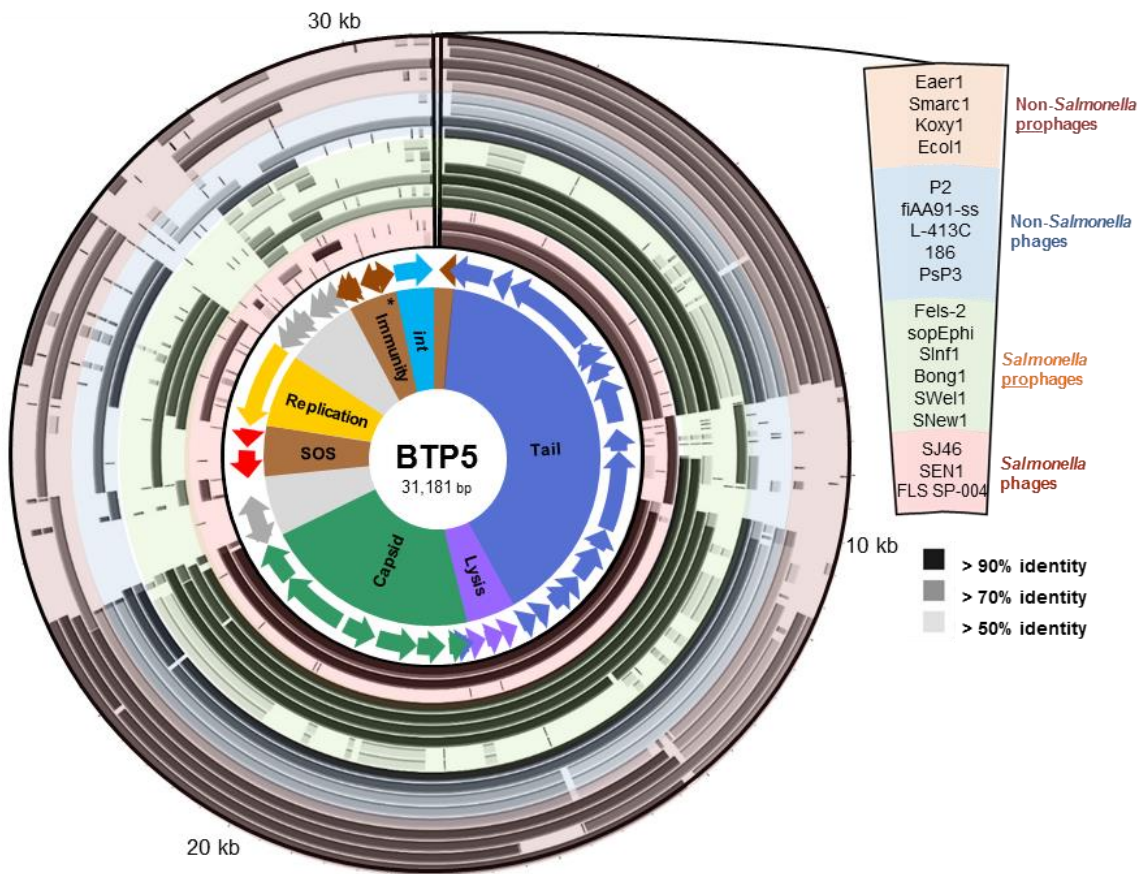 30 kb
Eaer1
Smarc1
Koxy1
Ecol1
Non-Salmonella
prophages
P2
fiAA91-ss
L-413C
186
PsP3
Non-Salmonella
phages
Fels-2
sopEphi
SInf1
Bong1
SWel1
SNew1
Salmonella
prophages
SJ46
SEN1
FLS SP-004
Salmonella
phages
*
Immunity
int
Replication
SOS
BTP5
31,181 bp
Tail
Capsid
Lysis
10 kb
> 90% identity
> 70% identity
> 50% identity
20 kb